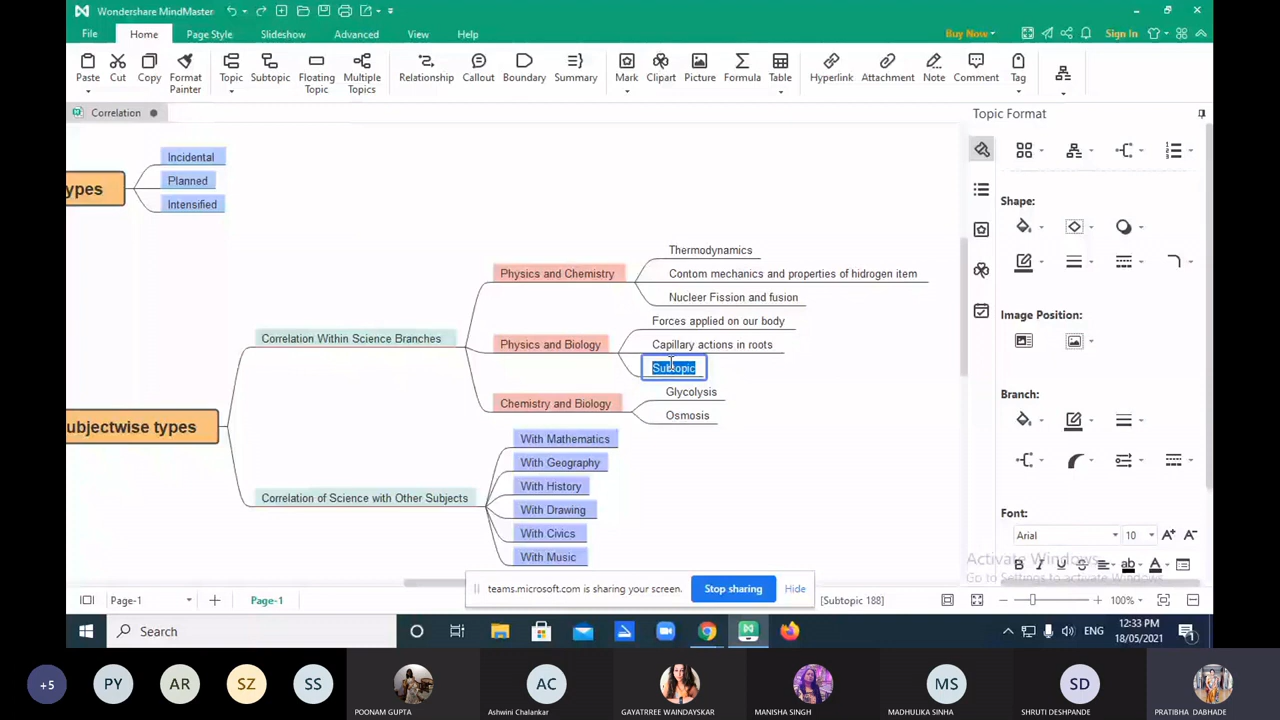 Wondershare MindMaster
File Home Page Style Slideshow Advanced View Help Buy Now Sign In
Paste Cut Copy Format Painter Topic Subtopic Floating Topic Multiple Topics Relationship Callout Boundary Summary Mark Clipart Picture Formula Table Hyperlink Attachment Note Comment Tag
Correlation
Topic Format
ypes
Incidental
Planned
Intensified
ubjectwise types
Correlation Within Science Branches
Physics and Chemistry
Thermodynamics
Contom mechanics and properties of hidrogen item
Nucleer Fission and fusion
Physics and Biology
Forces applied on our body
Capillary actions in roots
Subtopic
Chemistry and Biology
Glycolysis
Osmosis
Correlation of Science with Other Subjects
With Mathematics
With Geography
With History
With Drawing
With Civics
With Music
Shape:
Image Position:
Branch:
Font:
Arial 10 A+ A-
B I U S ab A
Activate Windows
Go to Settings to activate Windows.
teams.microsoft.com is sharing your screen. Stop sharing Hide
Page-1 Page-1 [Subtopic 188] 100%
Search
ENG
12:33 PM
18/05/2021
1
+5 PY AR SZ SS AC MS SD
POONAM GUPTA Ashwini Chalankar GAYATRREE WAINDAYSKAR MANISHA SINGH MADHULIKA SINHA SHRUTI DESHPANDE PRATIBHA DABHADE